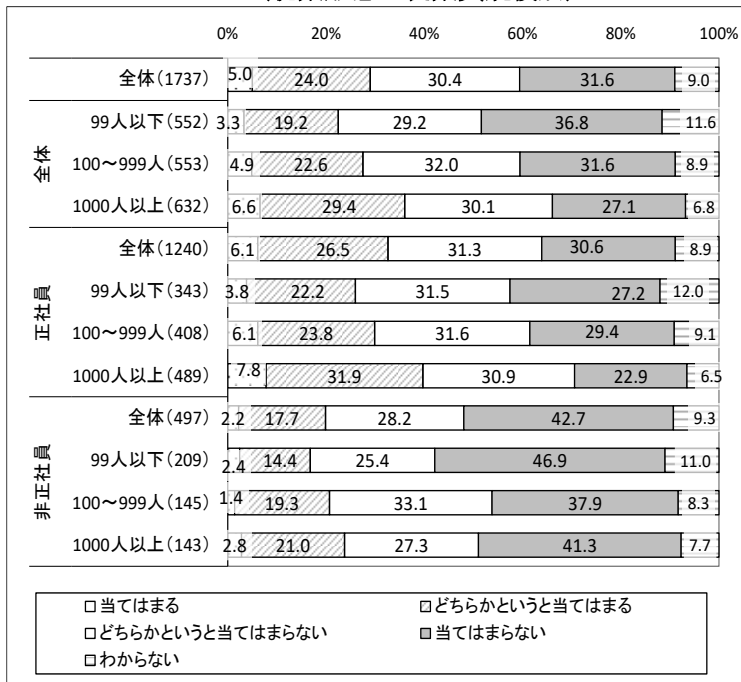 0% 20% 40% 60% 80% 100%
全体(1737) 5.0 24.0 30.4 31.6 9.0
全体
99人以下(552) 3.3 19.2 29.2 36.8 11.6
100～999人(553) 4.9 22.6 32.0 31.6 8.9
1000人以上(632) 6.6 29.4 30.1 27.1 6.8
正社員
全体(1240) 6.1 26.5 31.3 30.6 8.9
99人以下(343) 3.8 22.2 31.5 27.2 12.0
100～999人(408) 6.1 23.8 31.6 29.4 9.1
1000人以上(489) 7.8 31.9 30.9 22.9 6.5
非正社員
全体(497) 2.2 17.7 28.2 42.7 9.3
99人以下(209) 2.4 14.4 25.4 46.9 11.0
100～999人(145) 1.4 19.3 33.1 37.9 8.3
1000人以上(143) 2.8 21.0 27.3 41.3 7.7
当てはまる どちらかというと当てはまる
どちらかというと当てはまらない 当てはまらない
わからない